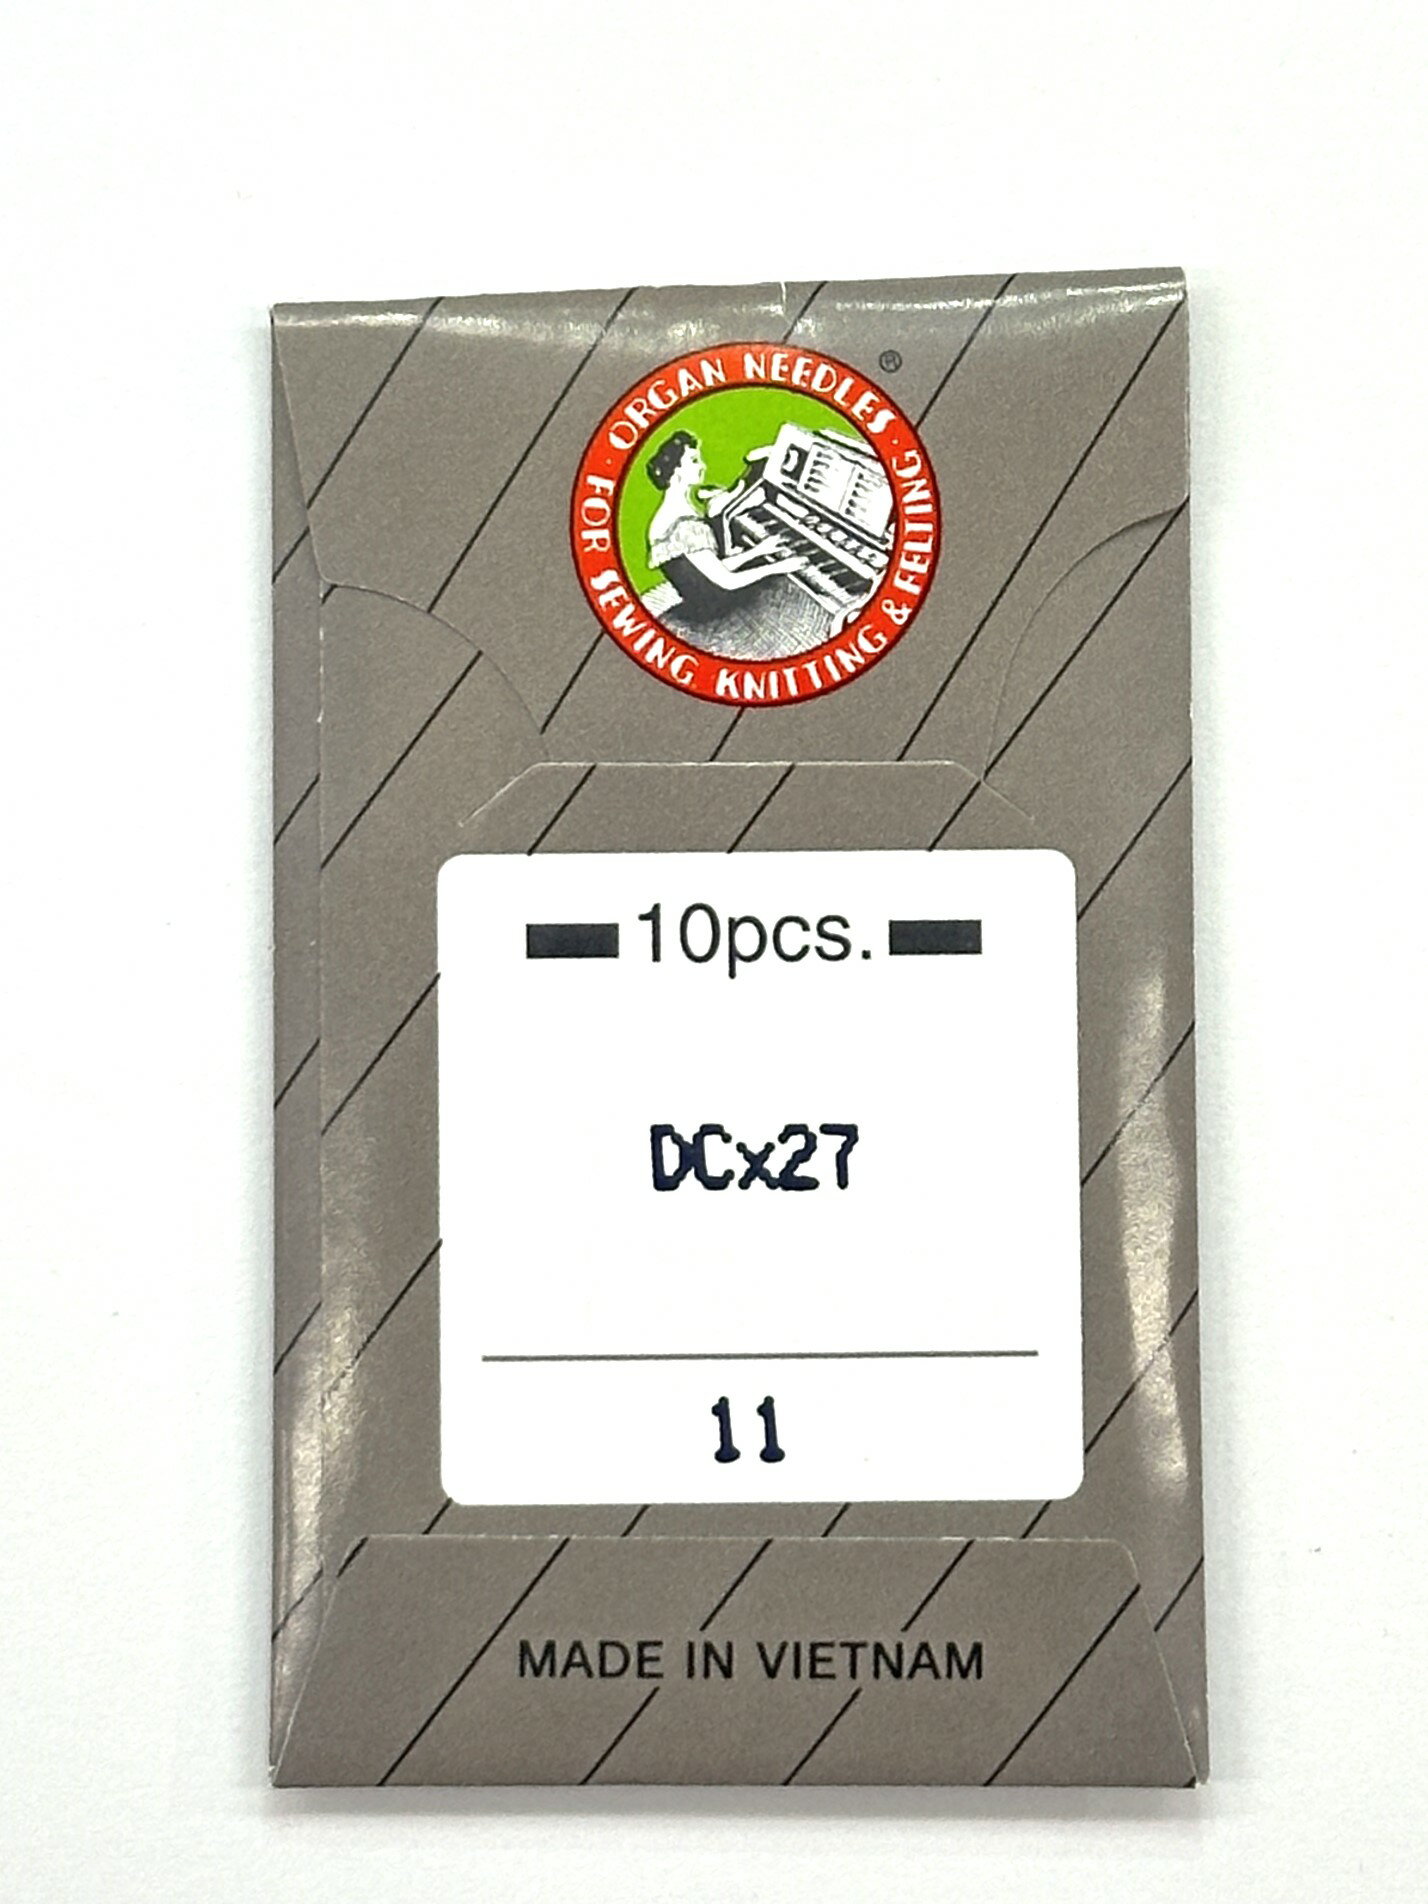 ORGAN NEEDLES · FOR SEWING, KNITTING & FELTING ·
®
10pcs.
DCx27
11
MADE IN VIETNAM